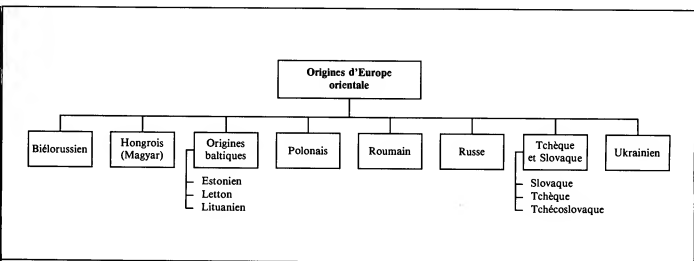 Origines d'Europe
orientale
Biélorussien
Hongrois
(Magyar)
Origines
baltiques
Estonien
Letton
Lituanien
Polonais
Roumain
Russe
Tchèque
et Slovaque
Slovaque
Tchèque
Tchécoslovaque
Ukrainien